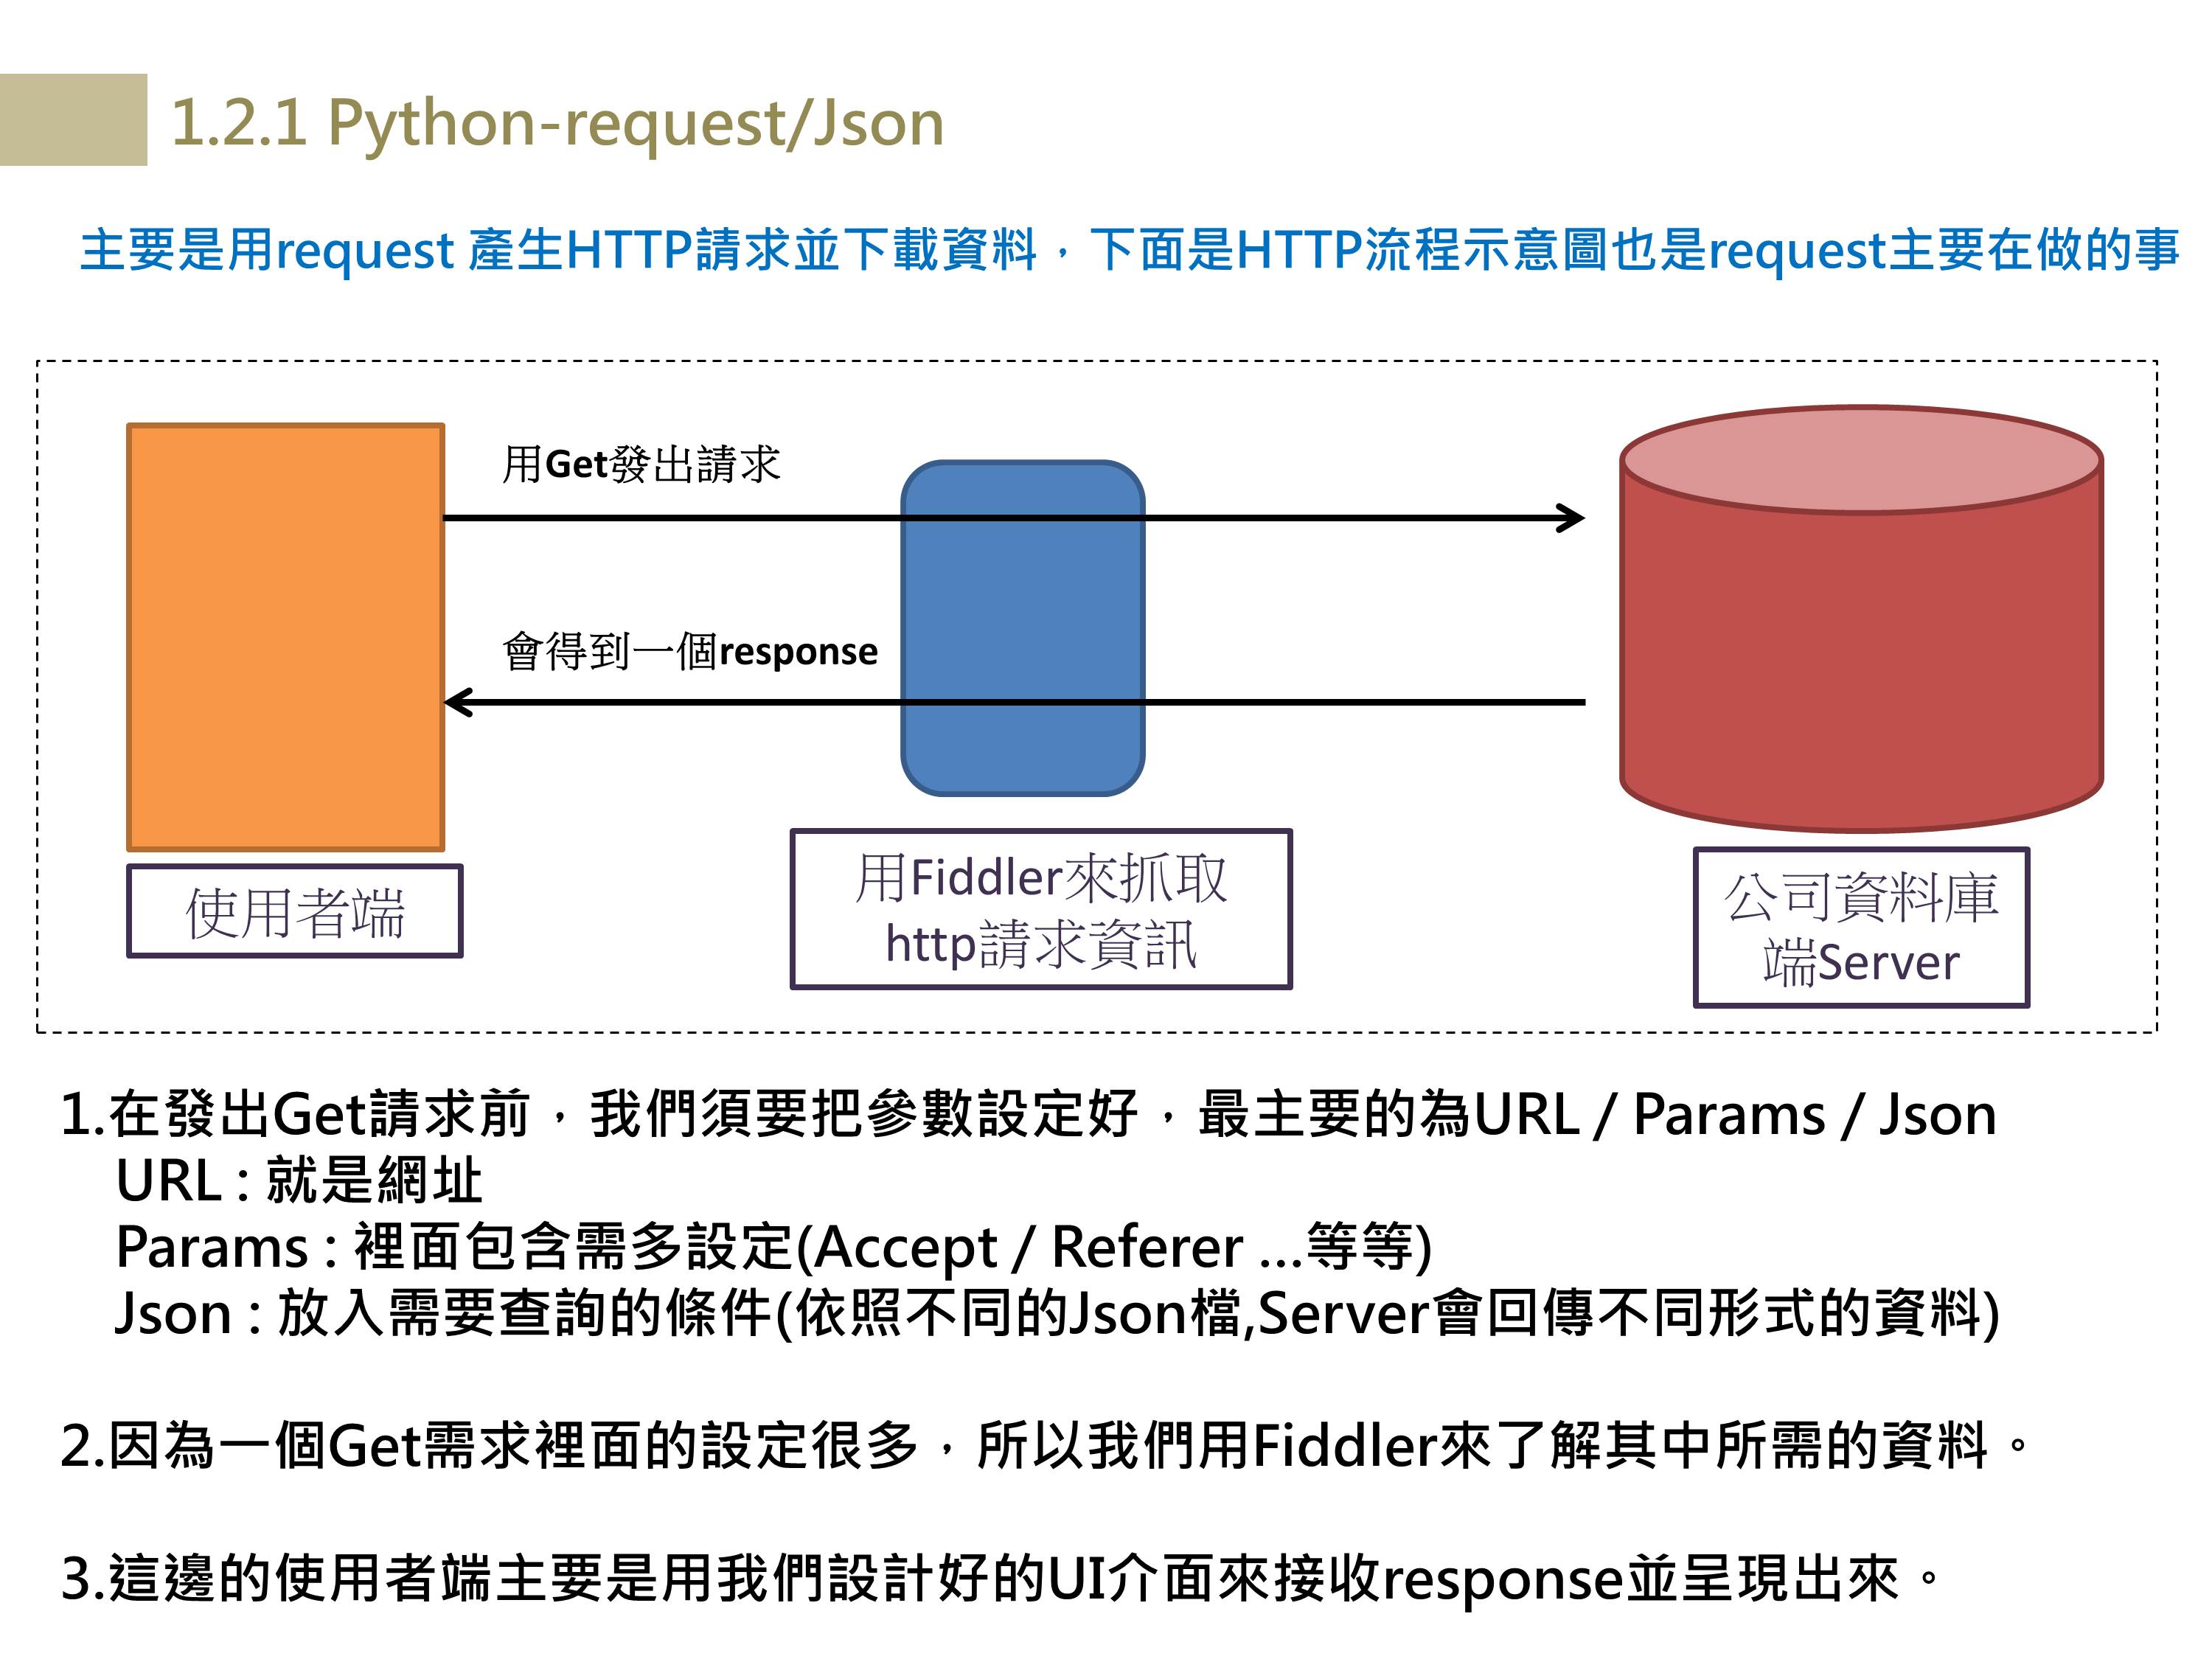 1.2.1 Python-request/Json
主要是用request 產生HTTP請求並下載資料，下面是HTTP流程示意圖也是request主要在做的事
用Get發出請求
會得到一個response
使用者端
用Fiddler來抓取
http請求資訊
公司資料庫
端Server
1.在發出Get請求前，我們須要把參數設定好，最主要的為URL / Params / Json
URL : 就是網址
Params : 裡面包含需多設定(Accept / Referer ...等等)
Json : 放入需要查詢的條件(依照不同的Json檔,Server會回傳不同形式的資料)
2.因為一個Get需求裡面的設定很多，所以我們用Fiddler來了解其中所需的資料。
3.這邊的使用者端主要是用我們設計好的UI介面來接收response並呈現出來。